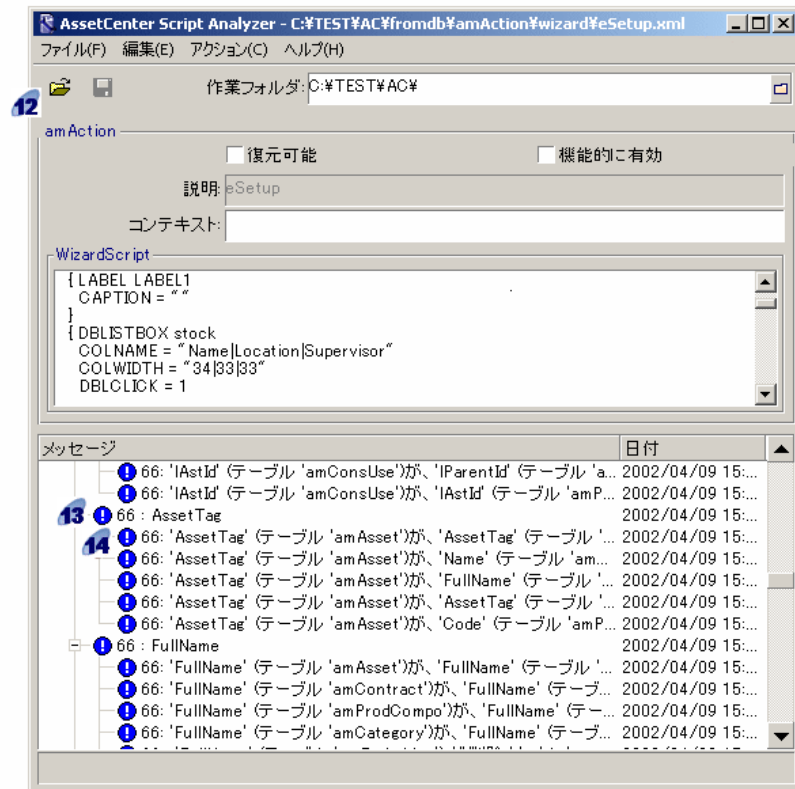 AssetCenter Script Analyzer - C:¥TEST¥AC¥fromdb¥amAction¥wizard¥eSetup.xml
ファイル(F) 編集(E) アクション(C) ヘルプ(H)
12
作業フォルダ: C:¥TEST¥AC¥
amAction
復元可能 機能的に有効
説明: eSetup
コンテキスト:
WizardScript
{ LABEL LABEL1
CAPTION = ""
}
{ DBLISTBOX stock
COLNAME = "Name|Location|Supervisor"
COLWIDTH = "34|33|33"
DBLCLICK = 1
メッセージ 日付
66: 'lAstId' (テーブル 'amConsUse')が、'lParentId' (テーブル 'a... 2002/04/09 15:...
66: 'lAstId' (テーブル 'amConsUse')が、'lAstId' (テーブル 'amP... 2002/04/09 15:...
13 66 : AssetTag 2002/04/09 15:...
14 66: 'AssetTag' (テーブル 'amAsset')が、'AssetTag' (テーブル '... 2002/04/09 15:...
66: 'AssetTag' (テーブル 'amAsset')が、'Name' (テーブル 'am... 2002/04/09 15:...
66: 'AssetTag' (テーブル 'amAsset')が、'FullName' (テーブル '... 2002/04/09 15:...
66: 'AssetTag' (テーブル 'amAsset')が、'AssetTag' (テーブル '... 2002/04/09 15:...
66: 'AssetTag' (テーブル 'amAsset')が、'Code' (テーブル 'amP... 2002/04/09 15:...
66 : FullName 2002/04/09 15:...
66: 'FullName' (テーブル 'amAsset')が、'FullName' (テーブル '... 2002/04/09 15:...
66: 'FullName' (テーブル 'amContract')が、'FullName' (テーブ... 2002/04/09 15:...
66: 'FullName' (テーブル 'amProdCompo')が、'FullName' (テー... 2002/04/09 15:...
66: 'FullName' (テーブル 'amCategory')が、'FullName' (テーブ... 2002/04/09 15:...